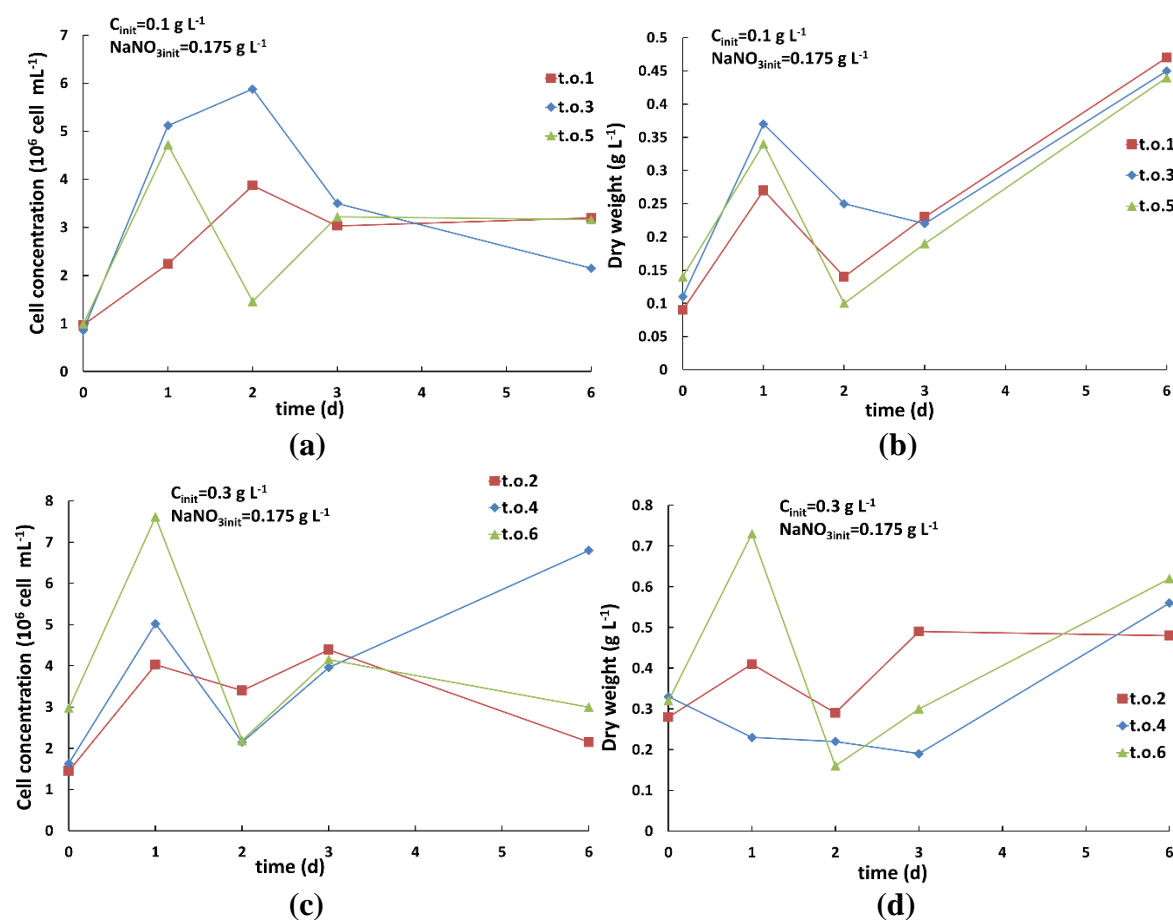 C_init=0.1 g L⁻¹
NaNO₃init=0.175 g L⁻¹
t.o.1
t.o.3
t.o.5
Cell concentration (10⁶ cell mL⁻¹)
7
6
5
4
3
2
1
0
0 1 2 3 4 5 6
time (d)
(a)
C_init=0.1 g L⁻¹
NaNO₃init=0.175 g L⁻¹
t.o.1
t.o.3
t.o.5
Dry weight (g L⁻¹)
0.5
0.45
0.4
0.35
0.3
0.25
0.2
0.15
0.1
0.05
0
0 1 2 3 4 5 6
time (d)
(b)
t.o.2
t.o.4
t.o.6
C_init=0.3 g L⁻¹
NaNO₃init=0.175 g L⁻¹
Cell concentration (10⁶ cell mL⁻¹)
8
7
6
5
4
3
2
1
0
0 1 2 3 4 5 6
time (d)
(c)
C_init=0.3 g L⁻¹
NaNO₃init=0.175 g L⁻¹
t.o.2
t.o.4
t.o.6
Dry weight (g L⁻¹)
0.8
0.7
0.6
0.5
0.4
0.3
0.2
0.1
0
0 1 2 3 4 5 6
time (d)
(d)